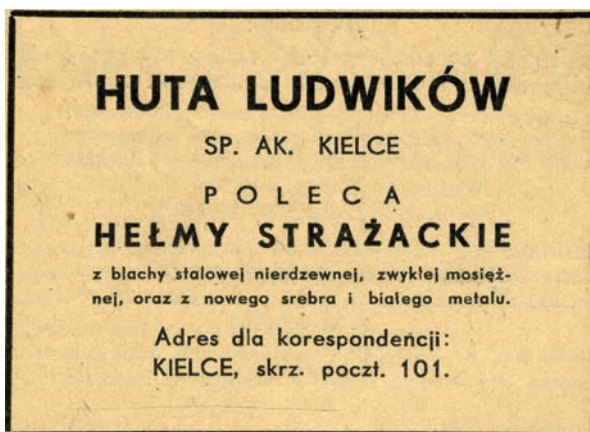 HUTA LUDWIKÓW
SP. AK. KIELCE
POLECA
HEŁMY STRAŻACKIE
z blachy stalowej nierdzewnej, zwykłej mosięż-
nej, oraz z nowego srebra i białego metalu.
Adres dla korespondencji:
KIELCE, skrz. poczt. 101.